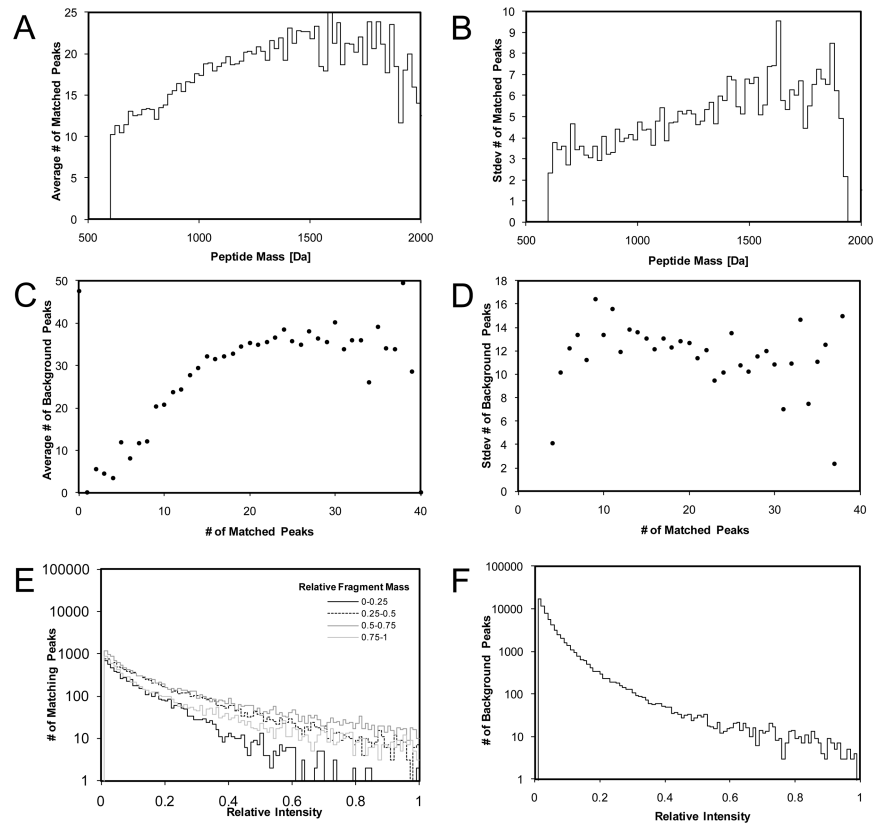 A
Average # of Matched Peaks
25
20
15
10
5
0
500 1000 1500 2000
Peptide Mass [Da]
B
Stdev # of Matched Peaks
10
9
8
7
6
5
4
3
2
1
0
500 1000 1500 2000
Peptide Mass [Da]
C
Average # of Background Peaks
50
40
30
20
10
0
0 10 20 30 40
# of Matched Peaks
D
Stdev # of Background Peaks
18
16
14
12
10
8
6
4
2
0
0 10 20 30 40
# of Matched Peaks
E
# of Matching Peaks
100000
10000
1000
100
10
1
Relative Fragment Mass
0-0.25
0.25-0.5
0.5-0.75
0.75-1
0 0.2 0.4 0.6 0.8 1
Relative Intensity
F
# of Background Peaks
100000
10000
1000
100
10
1
0 0.2 0.4 0.6 0.8 1
Relative Intensity